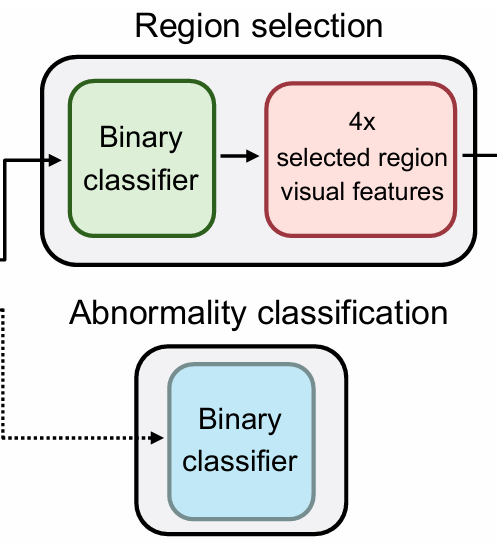 Region selection
Binary
classifier
4x
selected region
visual features
Abnormality classification
Binary
classifier